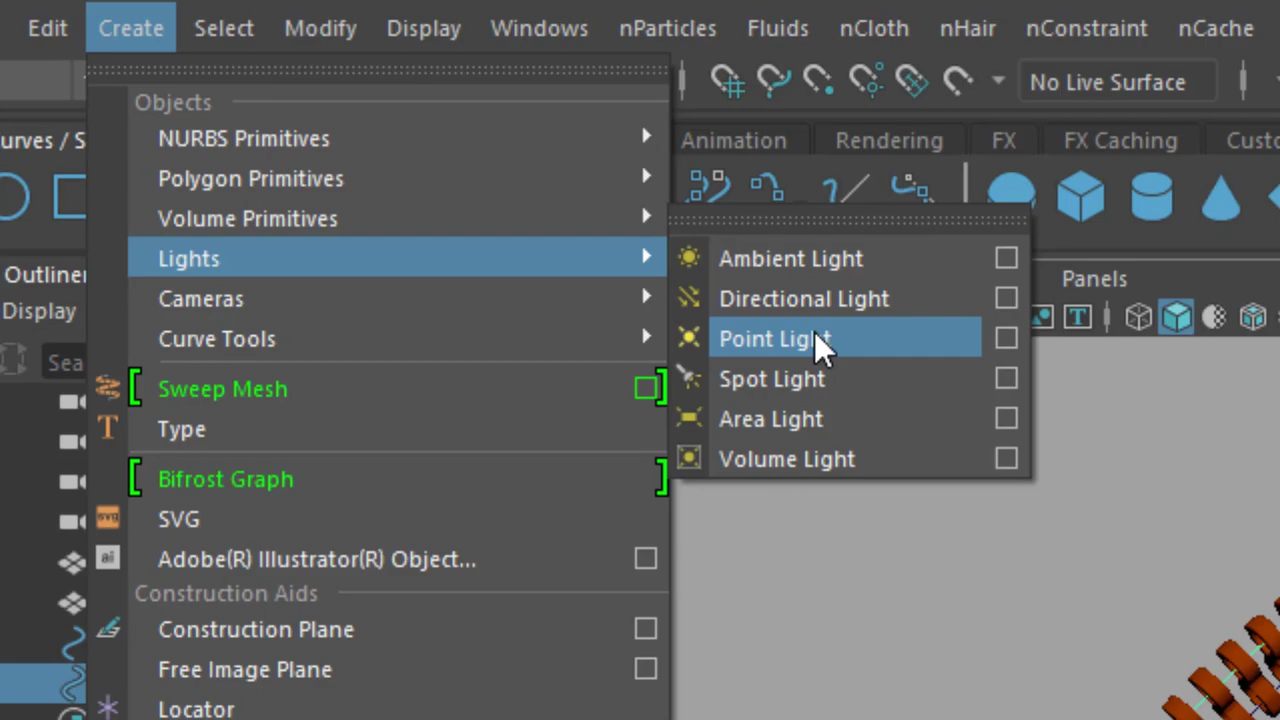 Edit Create Select Modify Display Windows nParticles Fluids nCloth nHair nConstraint nCache
No Live Surface
Objects
urves / S
Animation Rendering FX FX Caching Custo
NURBS Primitives
Polygon Primitives
Volume Primitives
Lights
Cameras
Curve Tools
Ambient Light
Directional Light
Point Light
Spot Light
Area Light
Volume Light
Outliner
Display
Panels
T
Sea
Sweep Mesh
T Type
Bifrost Graph
svg SVG
ai Adobe(R) Illustrator(R) Object...
Construction Aids
Construction Plane
Free Image Plane
Locator